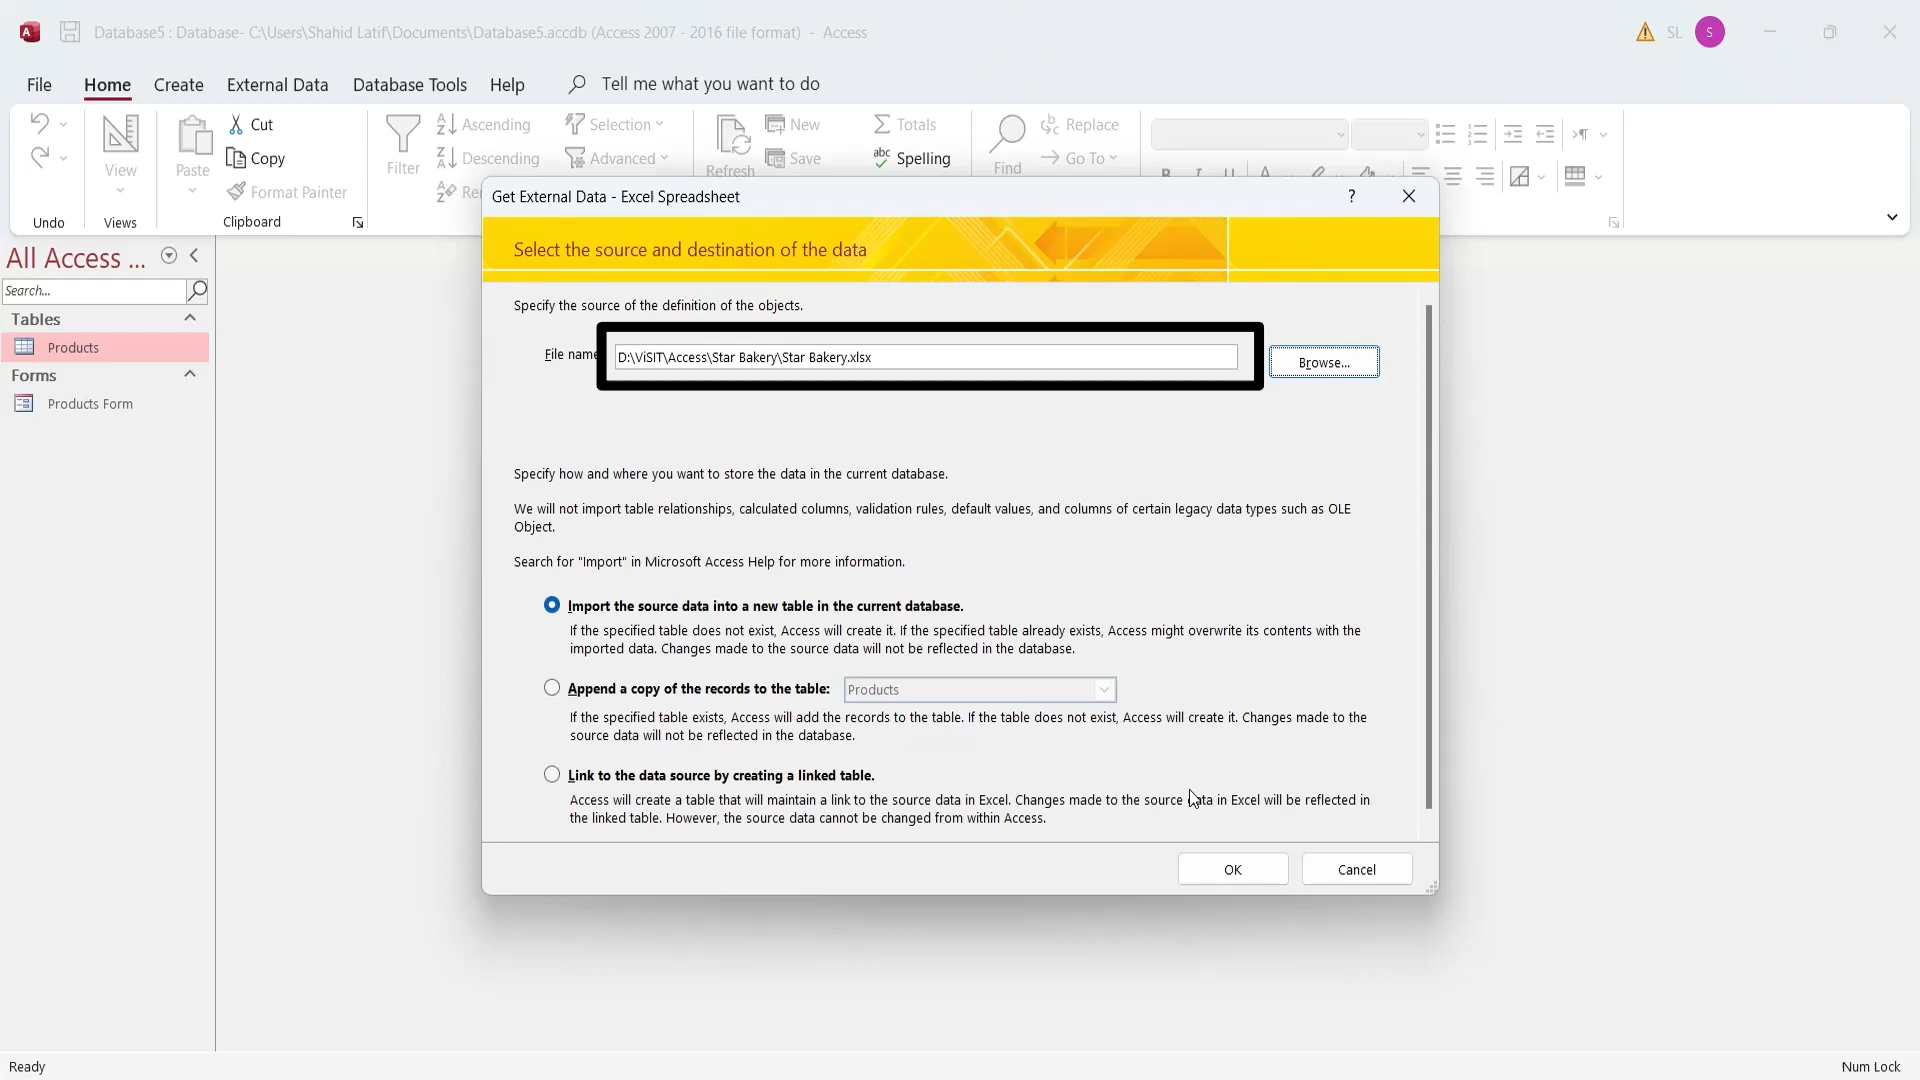 Database5 : Database- C:\Users\Shahid Latif\Documents\Database5.accdb (Access 2007 - 2016 file format) - Access
SL
S
File
Home
Create
External Data
Database Tools
Help
Tell me what you want to do
Undo
View
Views
Paste
Cut
Copy
Format Painter
Clipboard
Filter
Ascending
Descending
Selection
Advanced
Refresh
New
Save
Totals
Spelling
Find
Replace
Go To
All Access ...
Search...
Tables
Products
Forms
Products Form
Get External Data - Excel Spreadsheet
?
Select the source and destination of the data
Specify the source of the definition of the objects.
File name
D:\ViSIT\Access\Star Bakery\Star Bakery.xlsx
Browse...
Specify how and where you want to store the data in the current database.
We will not import table relationships, calculated columns, validation rules, default values, and columns of certain legacy data types such as OLE
Object.
Search for "Import" in Microsoft Access Help for more information.
Import the source data into a new table in the current database.
If the specified table does not exist, Access will create it. If the specified table already exists, Access might overwrite its contents with the
imported data. Changes made to the source data will not be reflected in the database.
Append a copy of the records to the table:
Products
If the specified table exists, Access will add the records to the table. If the table does not exist, Access will create it. Changes made to the
source data will not be reflected in the database.
Link to the data source by creating a linked table.
Access will create a table that will maintain a link to the source data in Excel. Changes made to the source data in Excel will be reflected in
the linked table. However, the source data cannot be changed from within Access.
OK
Cancel
Ready
Num Lock